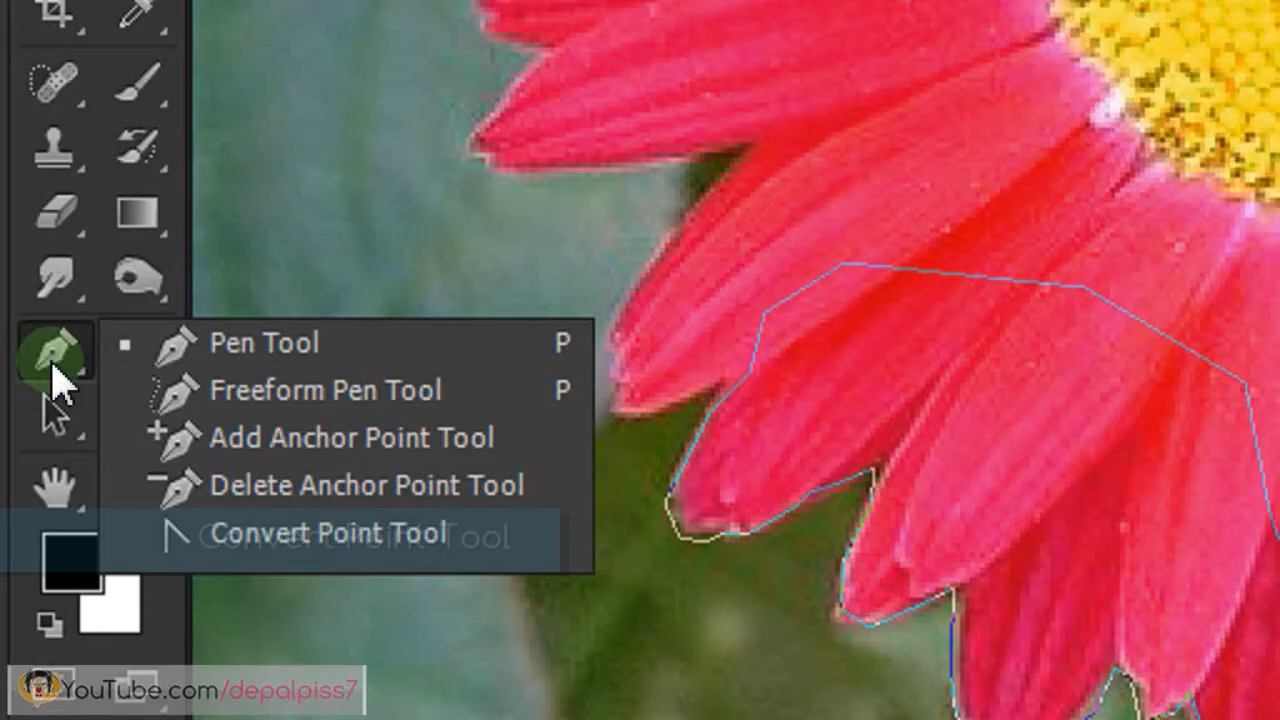 Pen Tool P
Freeform Pen Tool P
Add Anchor Point Tool
Delete Anchor Point Tool
Convert Point Tool
YouTube.com/depalpiss7